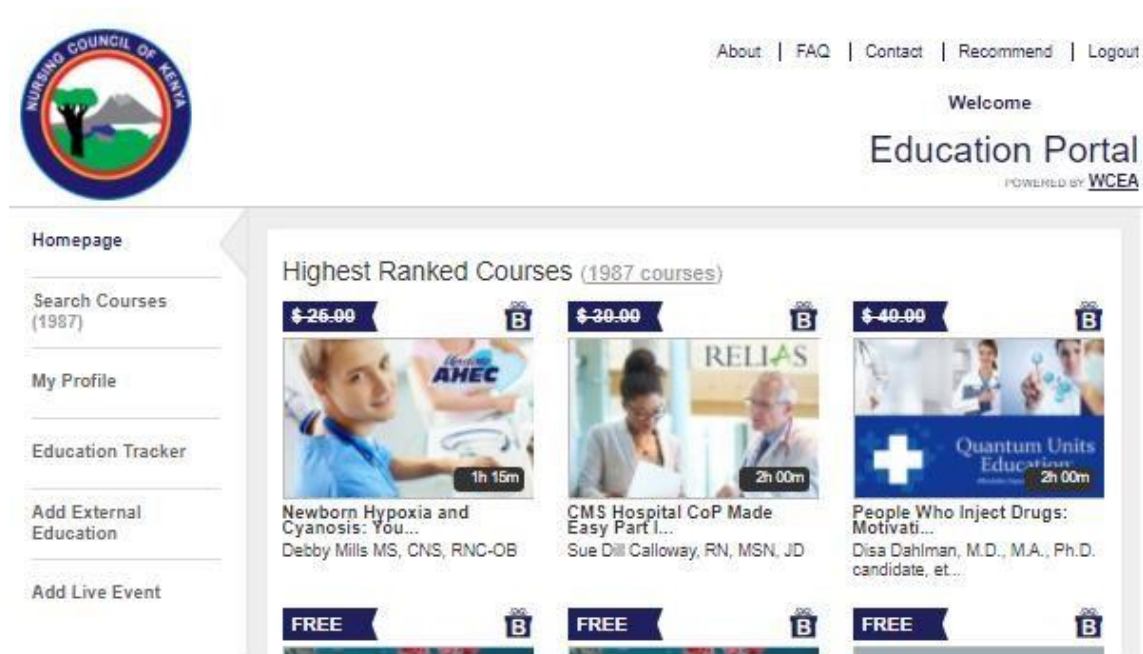 NURSING COUNCIL OF KENYA
About | FAQ | Contact | Recommend | Logout
Welcome
Education Portal
POWERED BY WCEA
Homepage
Search Courses
(1987)
My Profile
Education Tracker
Add External
Education
Add Live Event
Highest Ranked Courses (1987 courses)
$ 25.00 B $ 30.00 B $ 40.00 B
AHEC
1h 15m
RELIAS
2h 00m
Quantum Units
Education
2h 00m
Newborn Hypoxia and
Cyanosis: You...
Debby Mills MS, CNS, RNC-OB
CMS Hospital CoP Made
Easy Part I...
Sue Dill Calloway, RN, MSN, JD
People Who Inject Drugs:
Motivati...
Disa Dahlman, M.D., M.A., Ph.D.
candidate, et...
FREE B FREE B FREE B